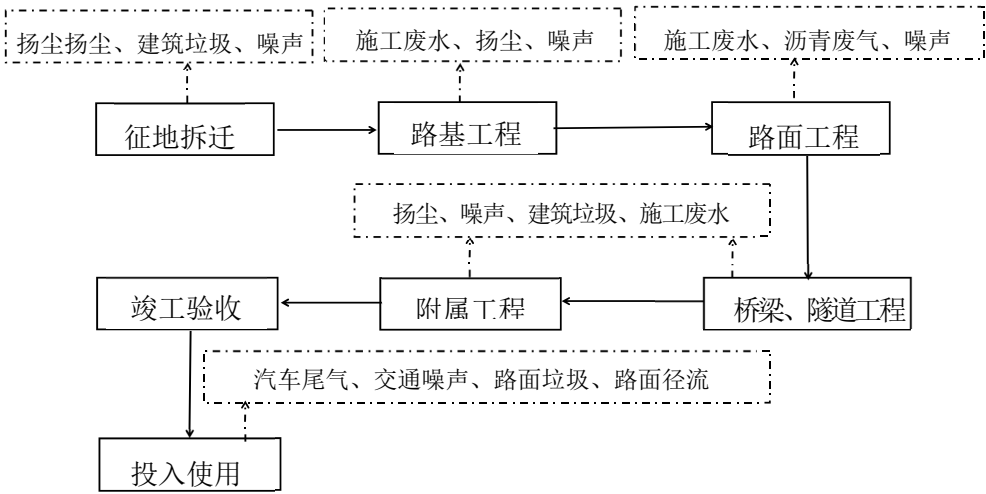 扬尘扬尘、建筑垃圾、噪声
施工废水、扬尘、噪声
施工废水、沥青废气、噪声
征地拆迁
路基工程
路面工程
扬尘、噪声、建筑垃圾、施工废水
竣工验收
附属工程
桥梁、隧道工程
汽车尾气、交通噪声、路面垃圾、路面径流
投入使用